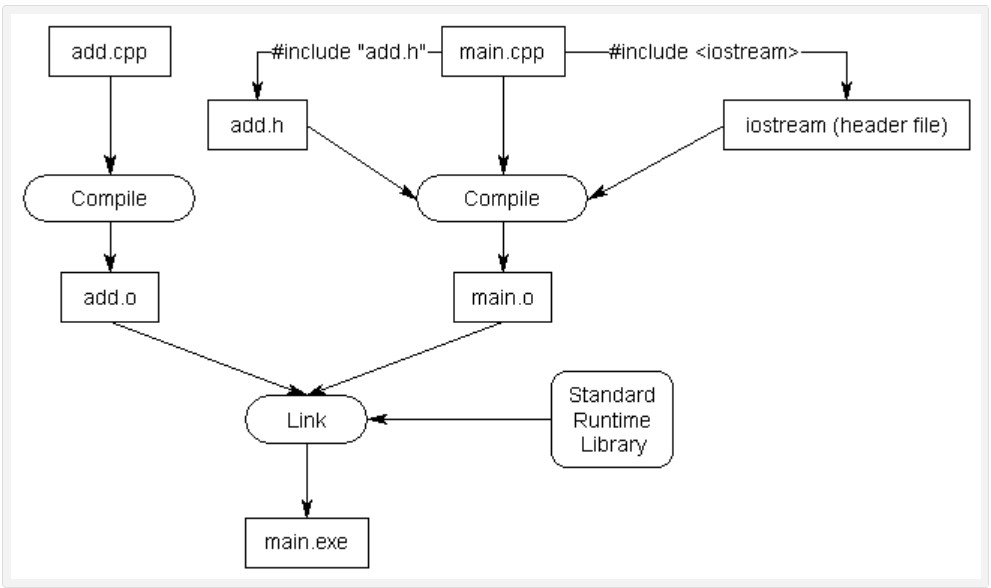 add.cpp
#include "add.h"
main.cpp
#include <iostream>
add.h
iostream (header file)
Compile
Compile
add.o
main.o
Standard
Runtime
Library
Link
main.exe